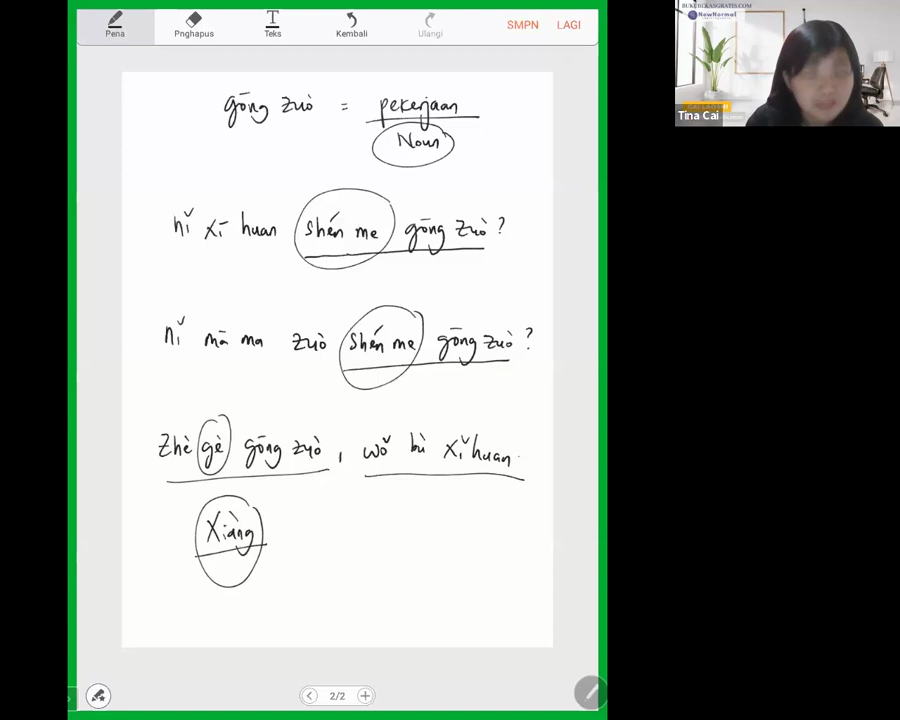 Pena Pnghapus Teks Kembali Ulangi SMPN LAGI
gōng zuò = pekerjaan
Noun
nǐ xǐ huan shén me gōng zuò?
nǐ mā ma zuò shén me gōng zuò?
Zhè gè gōng zuò, wǒ bù xǐ huan.
Xiàng
2/2
NewNormal
Tina Cai